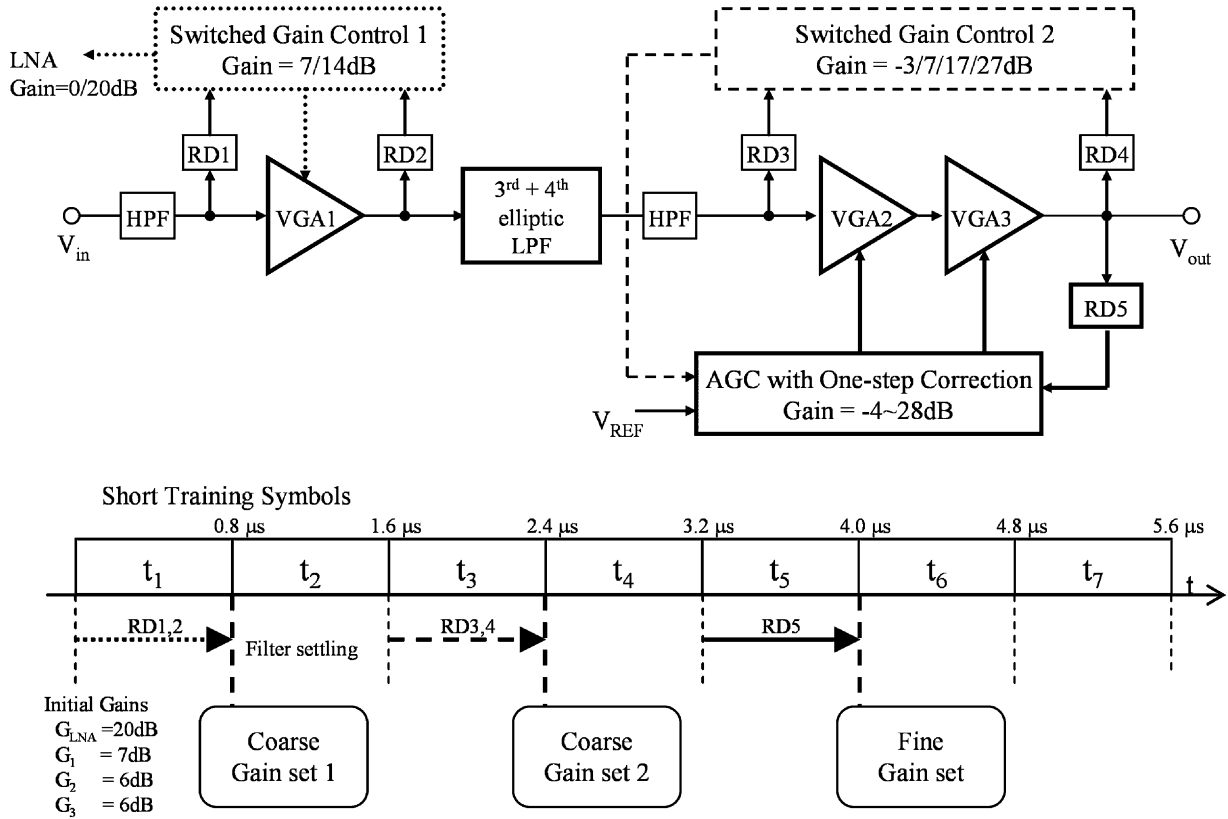 Switched Gain Control 1
Gain = 7/14dB
LNA
Gain=0/20dB
Switched Gain Control 2
Gain = -3/7/17/27dB
RD1
RD2
RD3
RD4
HPF
VGA1
3rd + 4th
elliptic
LPF
HPF
VGA2
VGA3
Vin
Vout
RD5
AGC with One-step Correction
Gain = -4~28dB
VREF
Short Training Symbols
0.8 µs
1.6 µs
2.4 µs
3.2 µs
4.0 µs
4.8 µs
5.6 µs
t1
t2
t3
t4
t5
t6
t7
t
RD1,2
Filter settling
RD3,4
RD5
Initial Gains
GLNA =20dB
G1 = 7dB
G2 = 6dB
G3 = 6dB
Coarse
Gain set 1
Coarse
Gain set 2
Fine
Gain set